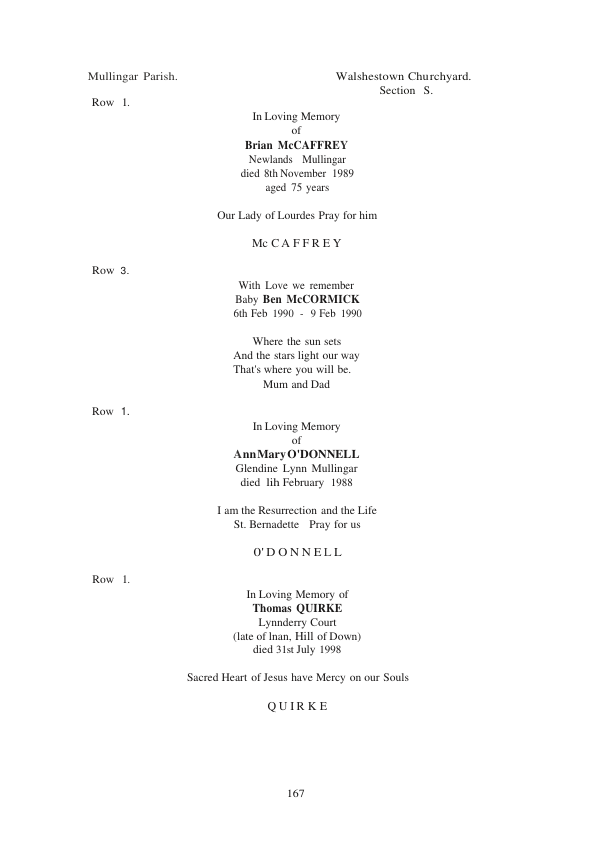 Mullingar Parish. Walshestown Churchyard.
Section S.
Row 1.
In Loving Memory
of
Brian McCAFFREY
Newlands Mullingar
died 8th November 1989
aged 75 years
Our Lady of Lourdes Pray for him
Mc C A F F R E Y
Row 3.
With Love we remember
Baby Ben McCORMICK
6th Feb 1990 - 9 Feb 1990
Where the sun sets
And the stars light our way
That's where you will be.
Mum and Dad
Row 1.
In Loving Memory
of
Ann Mary O'DONNELL
Glendine Lynn Mullingar
died 1ih February 1988
I am the Resurrection and the Life
St. Bernadette Pray for us
0' D O N N E L L
Row 1.
In Loving Memory of
Thomas QUIRKE
Lynnderry Court
(late of lnan, Hill of Down)
died 31st July 1998
Sacred Heart of Jesus have Mercy on our Souls
Q U I R K E
167